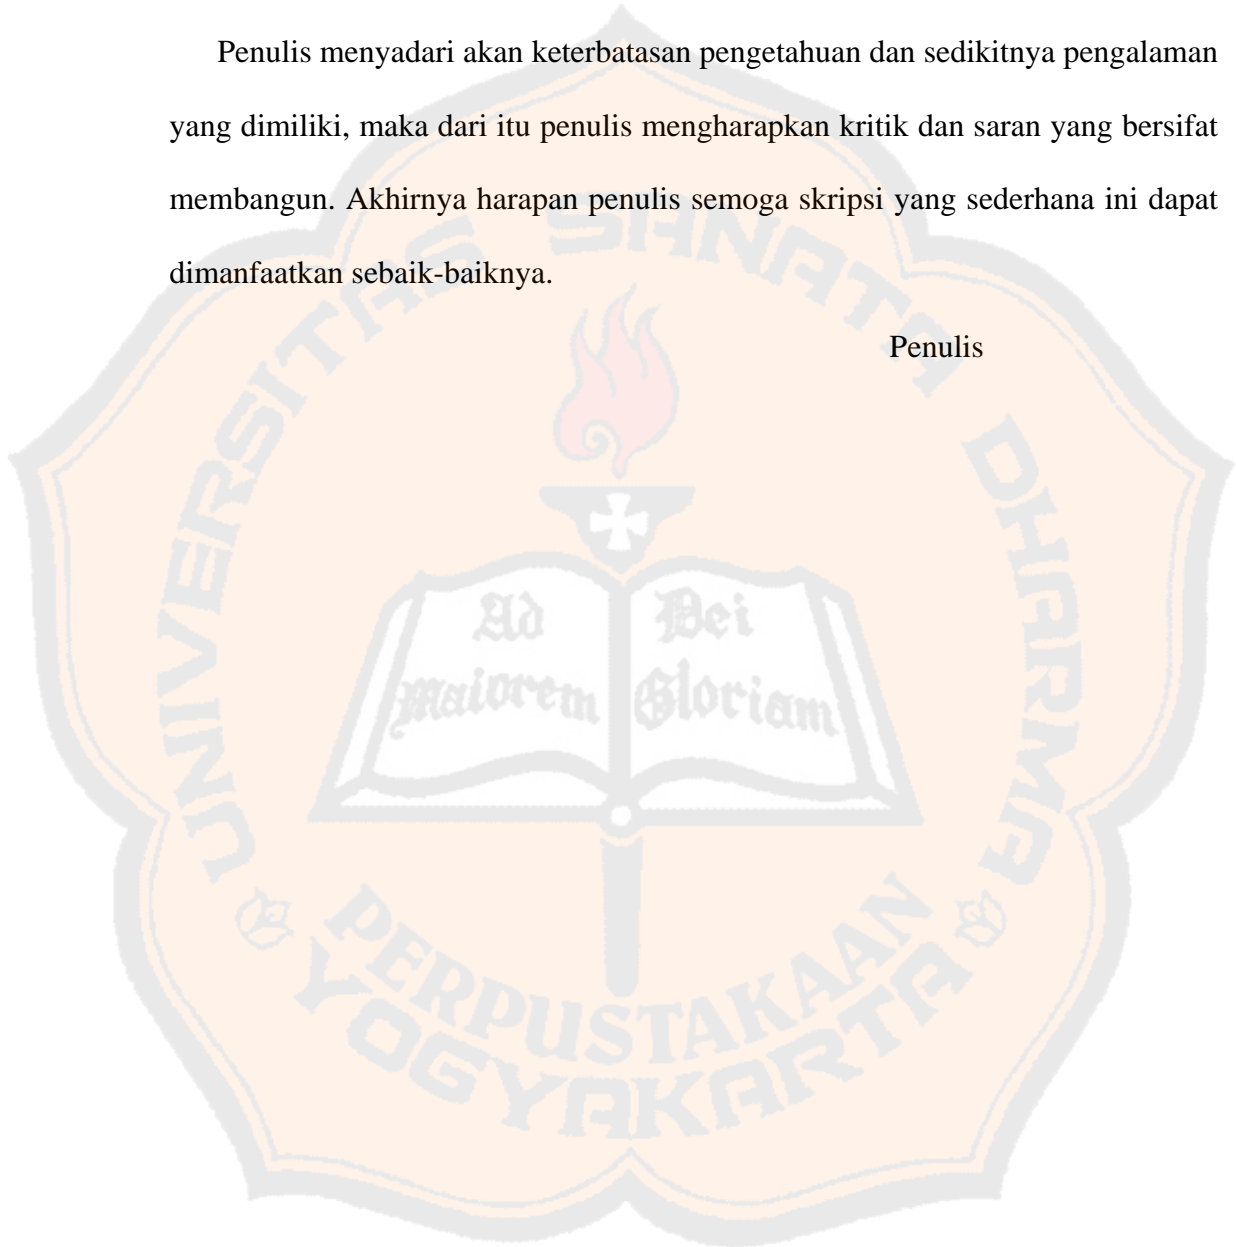 Penulis menyadari akan keterbatasan pengetahuan dan sedikitnya pengalaman
yang dimiliki, maka dari itu penulis mengharapkan kritik dan saran yang bersifat
membangun. Akhirnya harapan penulis semoga skripsi yang sederhana ini dapat
dimanfaatkan sebaik-baiknya.
Penulis
UNIVERSITAS SANATA DHARMA
Ad Dei
Maiorem Gloriam
PERPUSTAKAAN
YOGYAKARTA